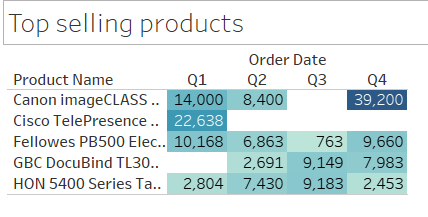 Top selling products
Order Date
Product Name Q1 Q2 Q3 Q4
Canon imageCLASS .. 14,000 8,400 39,200
Cisco TelePresence .. 22,638
Fellowes PB500 Elec.. 10,168 6,863 763 9,660
GBC DocuBind TL30.. 2,691 9,149 7,983
HON 5400 Series Ta.. 2,804 7,430 9,183 2,453